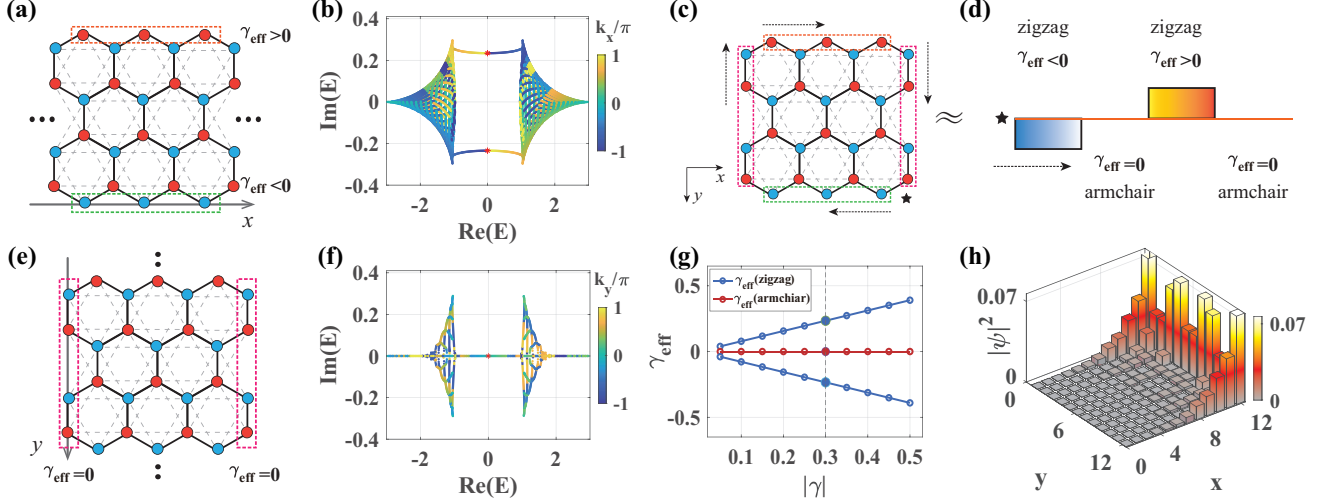 (a)
γeff >0
•••
•••
γeff <0
x
(b)
kx/π
0.4
0.2
0
-0.2
-0.4
Im(E)
-2
0
2
Re(E)
1
0
-1
(c)
x
y
★
≈
(d)
zigzag
zigzag
γeff <0
γeff >0
★
γeff =0
γeff =0
armchair
armchair
(e)
y
γeff =0
γeff =0
(f)
ky/π
0.4
0.2
0
-0.2
-0.4
Im(E)
-2
0
2
Re(E)
1
0
-1
(g)
γeff(zigzag)
γeff(armchiar)
0.5
0
-0.5
γeff
0.1
0.2
0.3
0.4
0.5
|γ|
(h)
0.07
0
|ψ|²
0
6
12
y
0
4
8
12
x
0.07
0